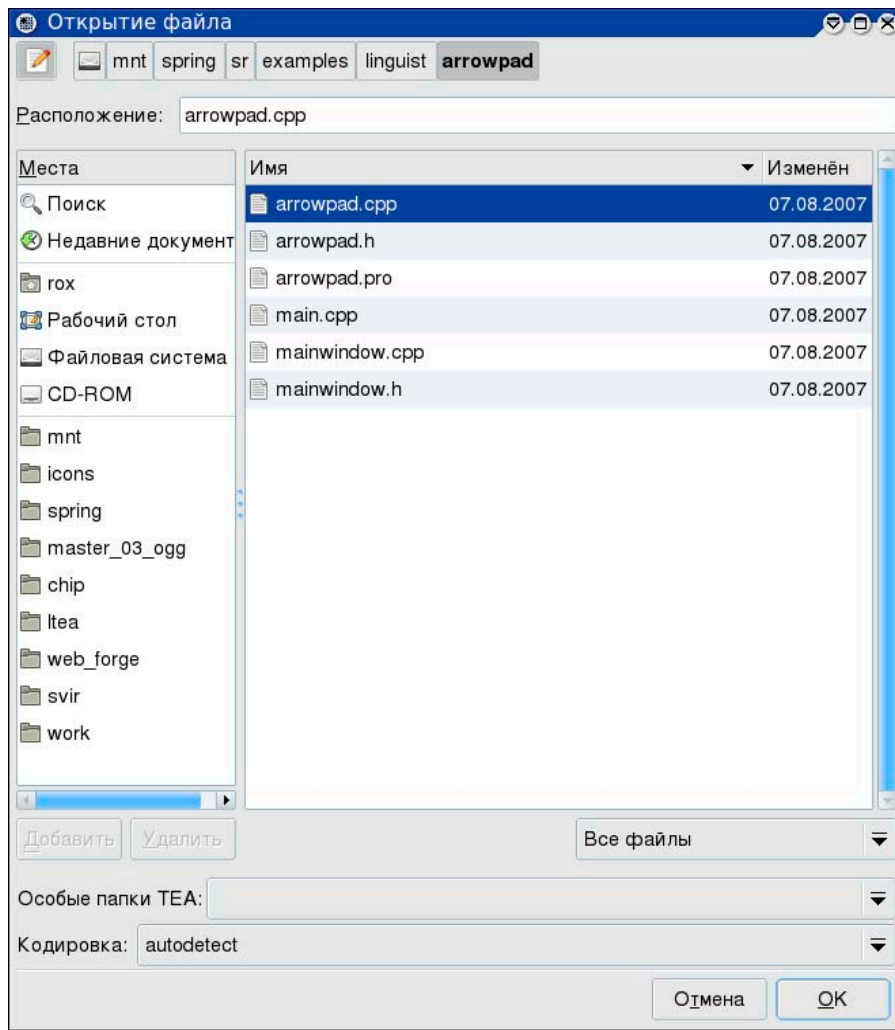 Открытие файла
mnt spring sr examples linguist arrowpad
Расположение: arrowpad.cpp
Места
Поиск
Недавние документ
rox
Рабочий стол
Файловая система
CD-ROM
mnt
icons
spring
master_03_ogg
chip
ltea
web_forge
svir
work
Имя Изменён
arrowpad.cpp 07.08.2007
arrowpad.h 07.08.2007
arrowpad.pro 07.08.2007
main.cpp 07.08.2007
mainwindow.cpp 07.08.2007
mainwindow.h 07.08.2007
Добавить Удалить Все файлы
Особые папки TEA:
Кодировка: autodetect
Отмена OK